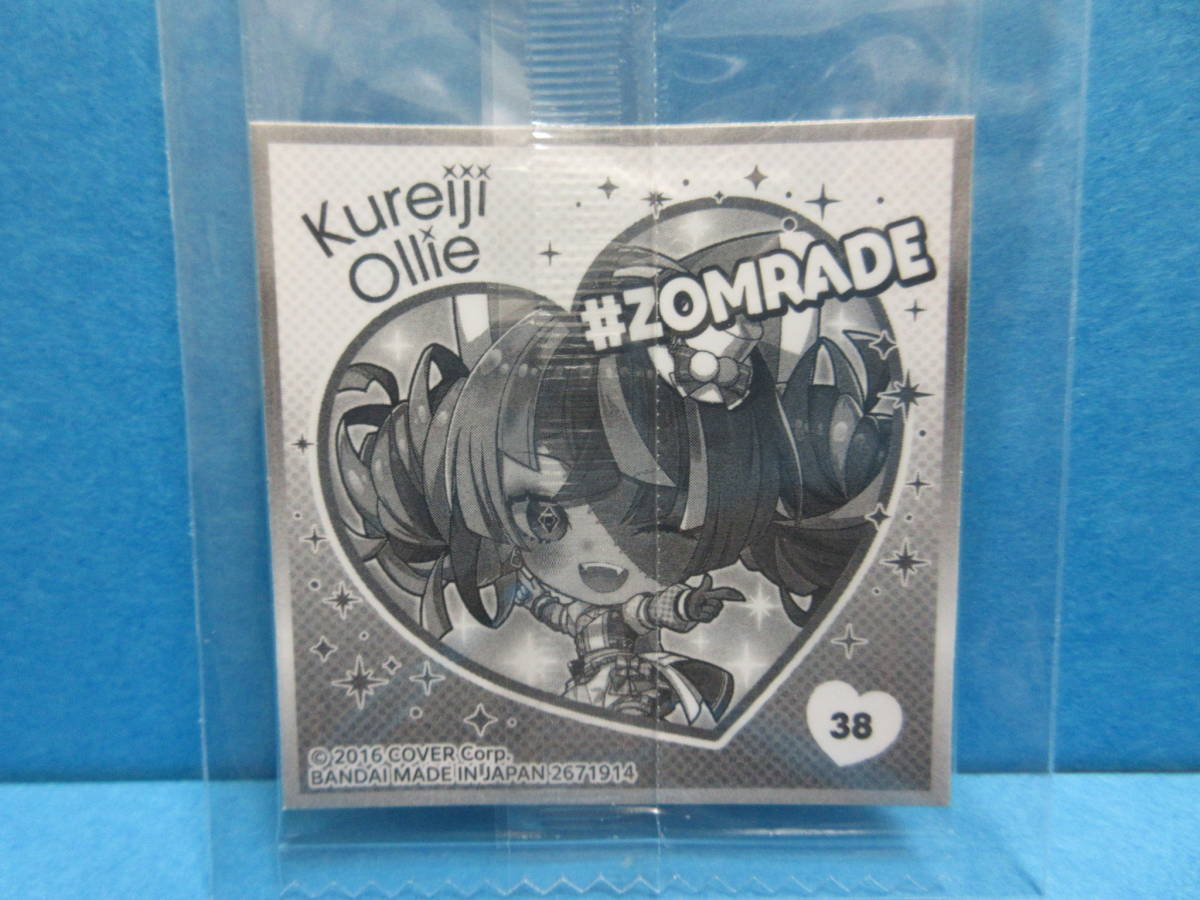 Kureiji
Ollie
#ZOMRADE
38
© 2016 COVER Corp.
BANDAI MADE IN JAPAN 2671914